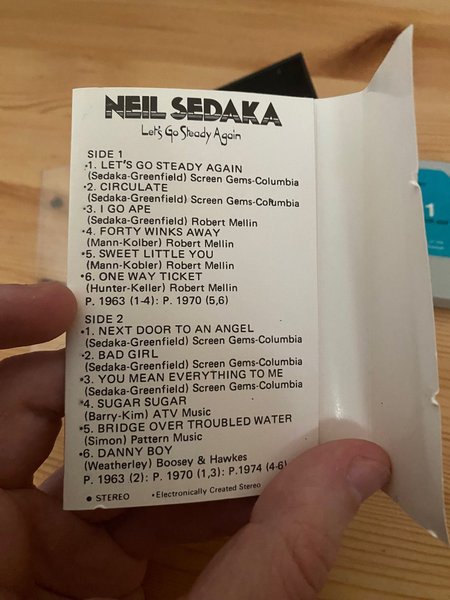 NEIL SEDAKA
Let's Go Steady Again
SIDE 1
•1. LET'S GO STEADY AGAIN
(Sedaka-Greenfield) Screen Gems-Columbia
•2. CIRCULATE
(Sedaka-Greenfield) Screen Gems-Columbia
•3. I GO APE
(Sedaka-Greenfield) Robert Mellin
•4. FORTY WINKS AWAY
(Mann-Kolber) Robert Mellin
•5. SWEET LITTLE YOU
(Mann-Kobler) Robert Mellin
•6. ONE WAY TICKET
(Hunter-Keller) Robert Mellin
P. 1963 (1-4): P. 1970 (5,6)
SIDE 2
•1. NEXT DOOR TO AN ANGEL
(Sedaka-Greenfield) Screen Gems-Columbia
•2. BAD GIRL
(Sedaka-Greenfield) Screen Gems-Columbia
•3. YOU MEAN EVERYTHING TO ME
(Sedaka-Greenfield) Screen Gems-Columbia
•4. SUGAR SUGAR
(Barry-Kim) ATV Music
•5. BRIDGE OVER TROUBLED WATER
(Simon) Pattern Music
•6. DANNY BOY
(Weatherley) Boosey & Hawkes
P. 1963 (2): P. 1970 (1,3): P.1974 (4-6)
● STEREO •Electronically Created Stereo
1